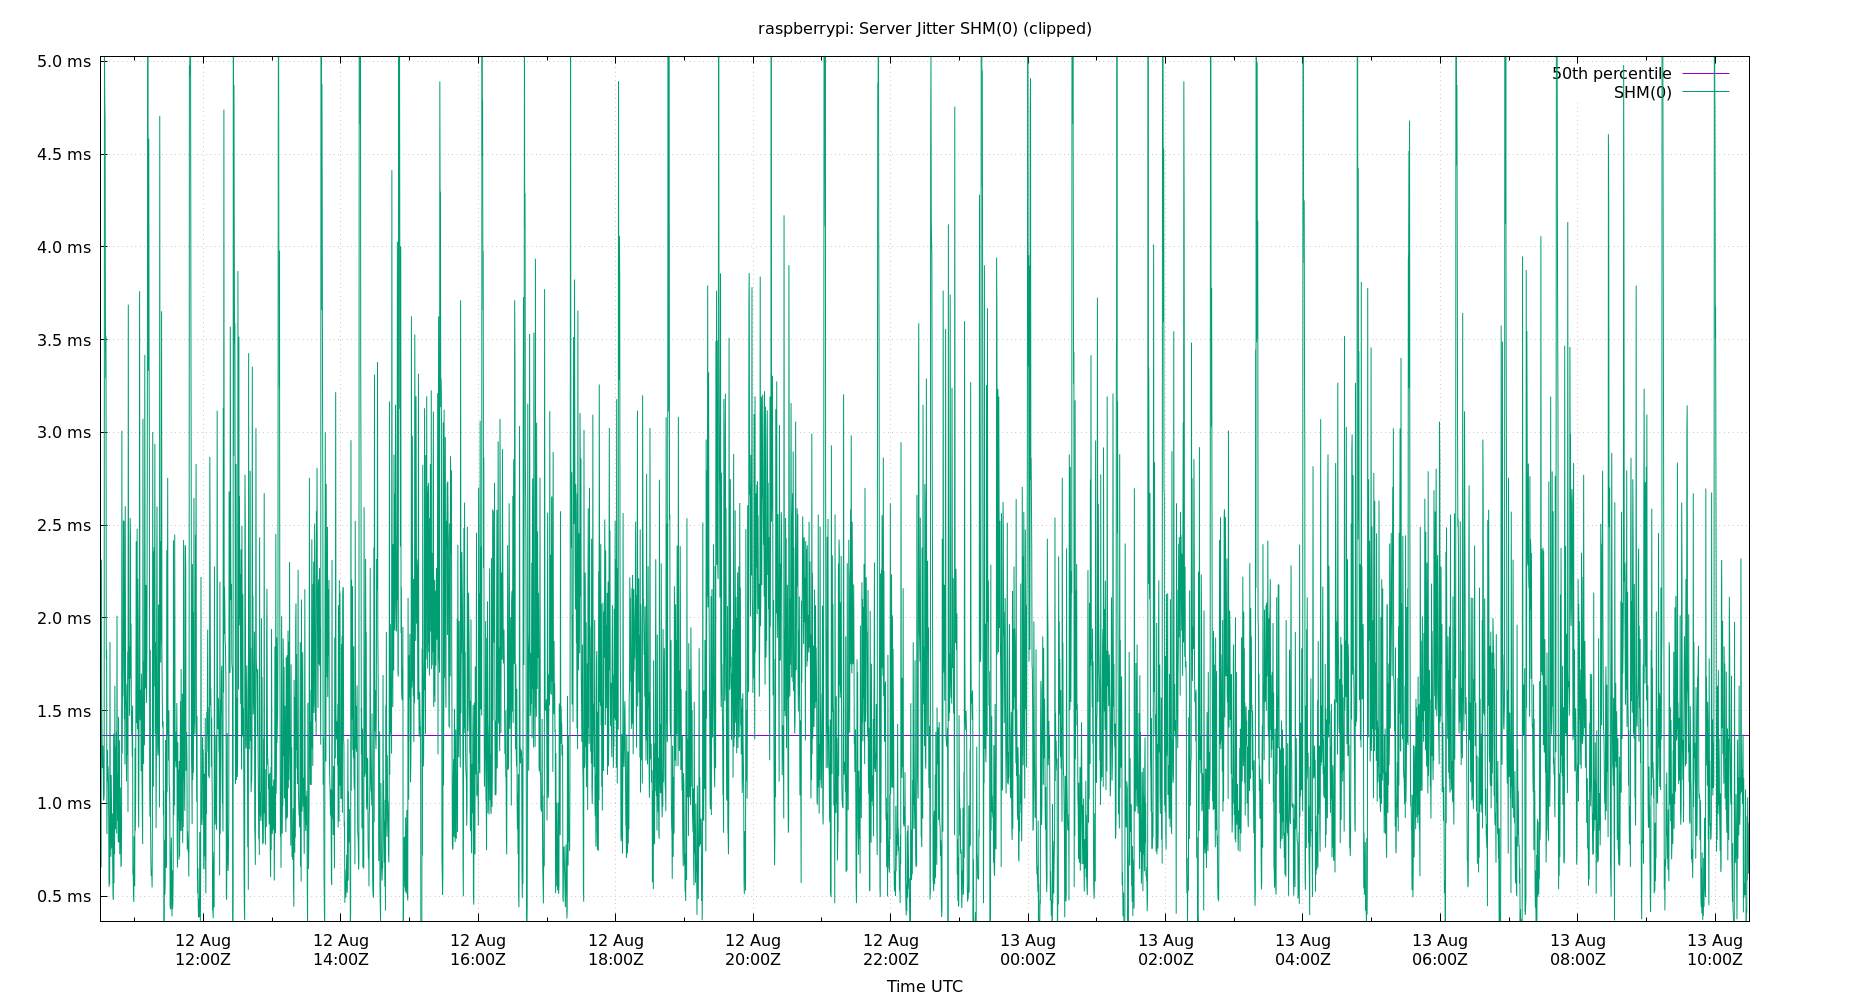 raspberrypi: Server Jitter SHM(0) (clipped)
5.0 ms
50th percentile
SHM(0)
4.5 ms
4.0 ms
3.5 ms
3.0 ms
2.5 ms
2.0 ms
1.5 ms
1.0 ms
0.5 ms
12 Aug 12 Aug 12 Aug 12 Aug 12 Aug 12 Aug 13 Aug 13 Aug 13 Aug 13 Aug 13 Aug 13 Aug
12:00Z 14:00Z 16:00Z 18:00Z 20:00Z 22:00Z 00:00Z 02:00Z 04:00Z 06:00Z 08:00Z 10:00Z
Time UTC